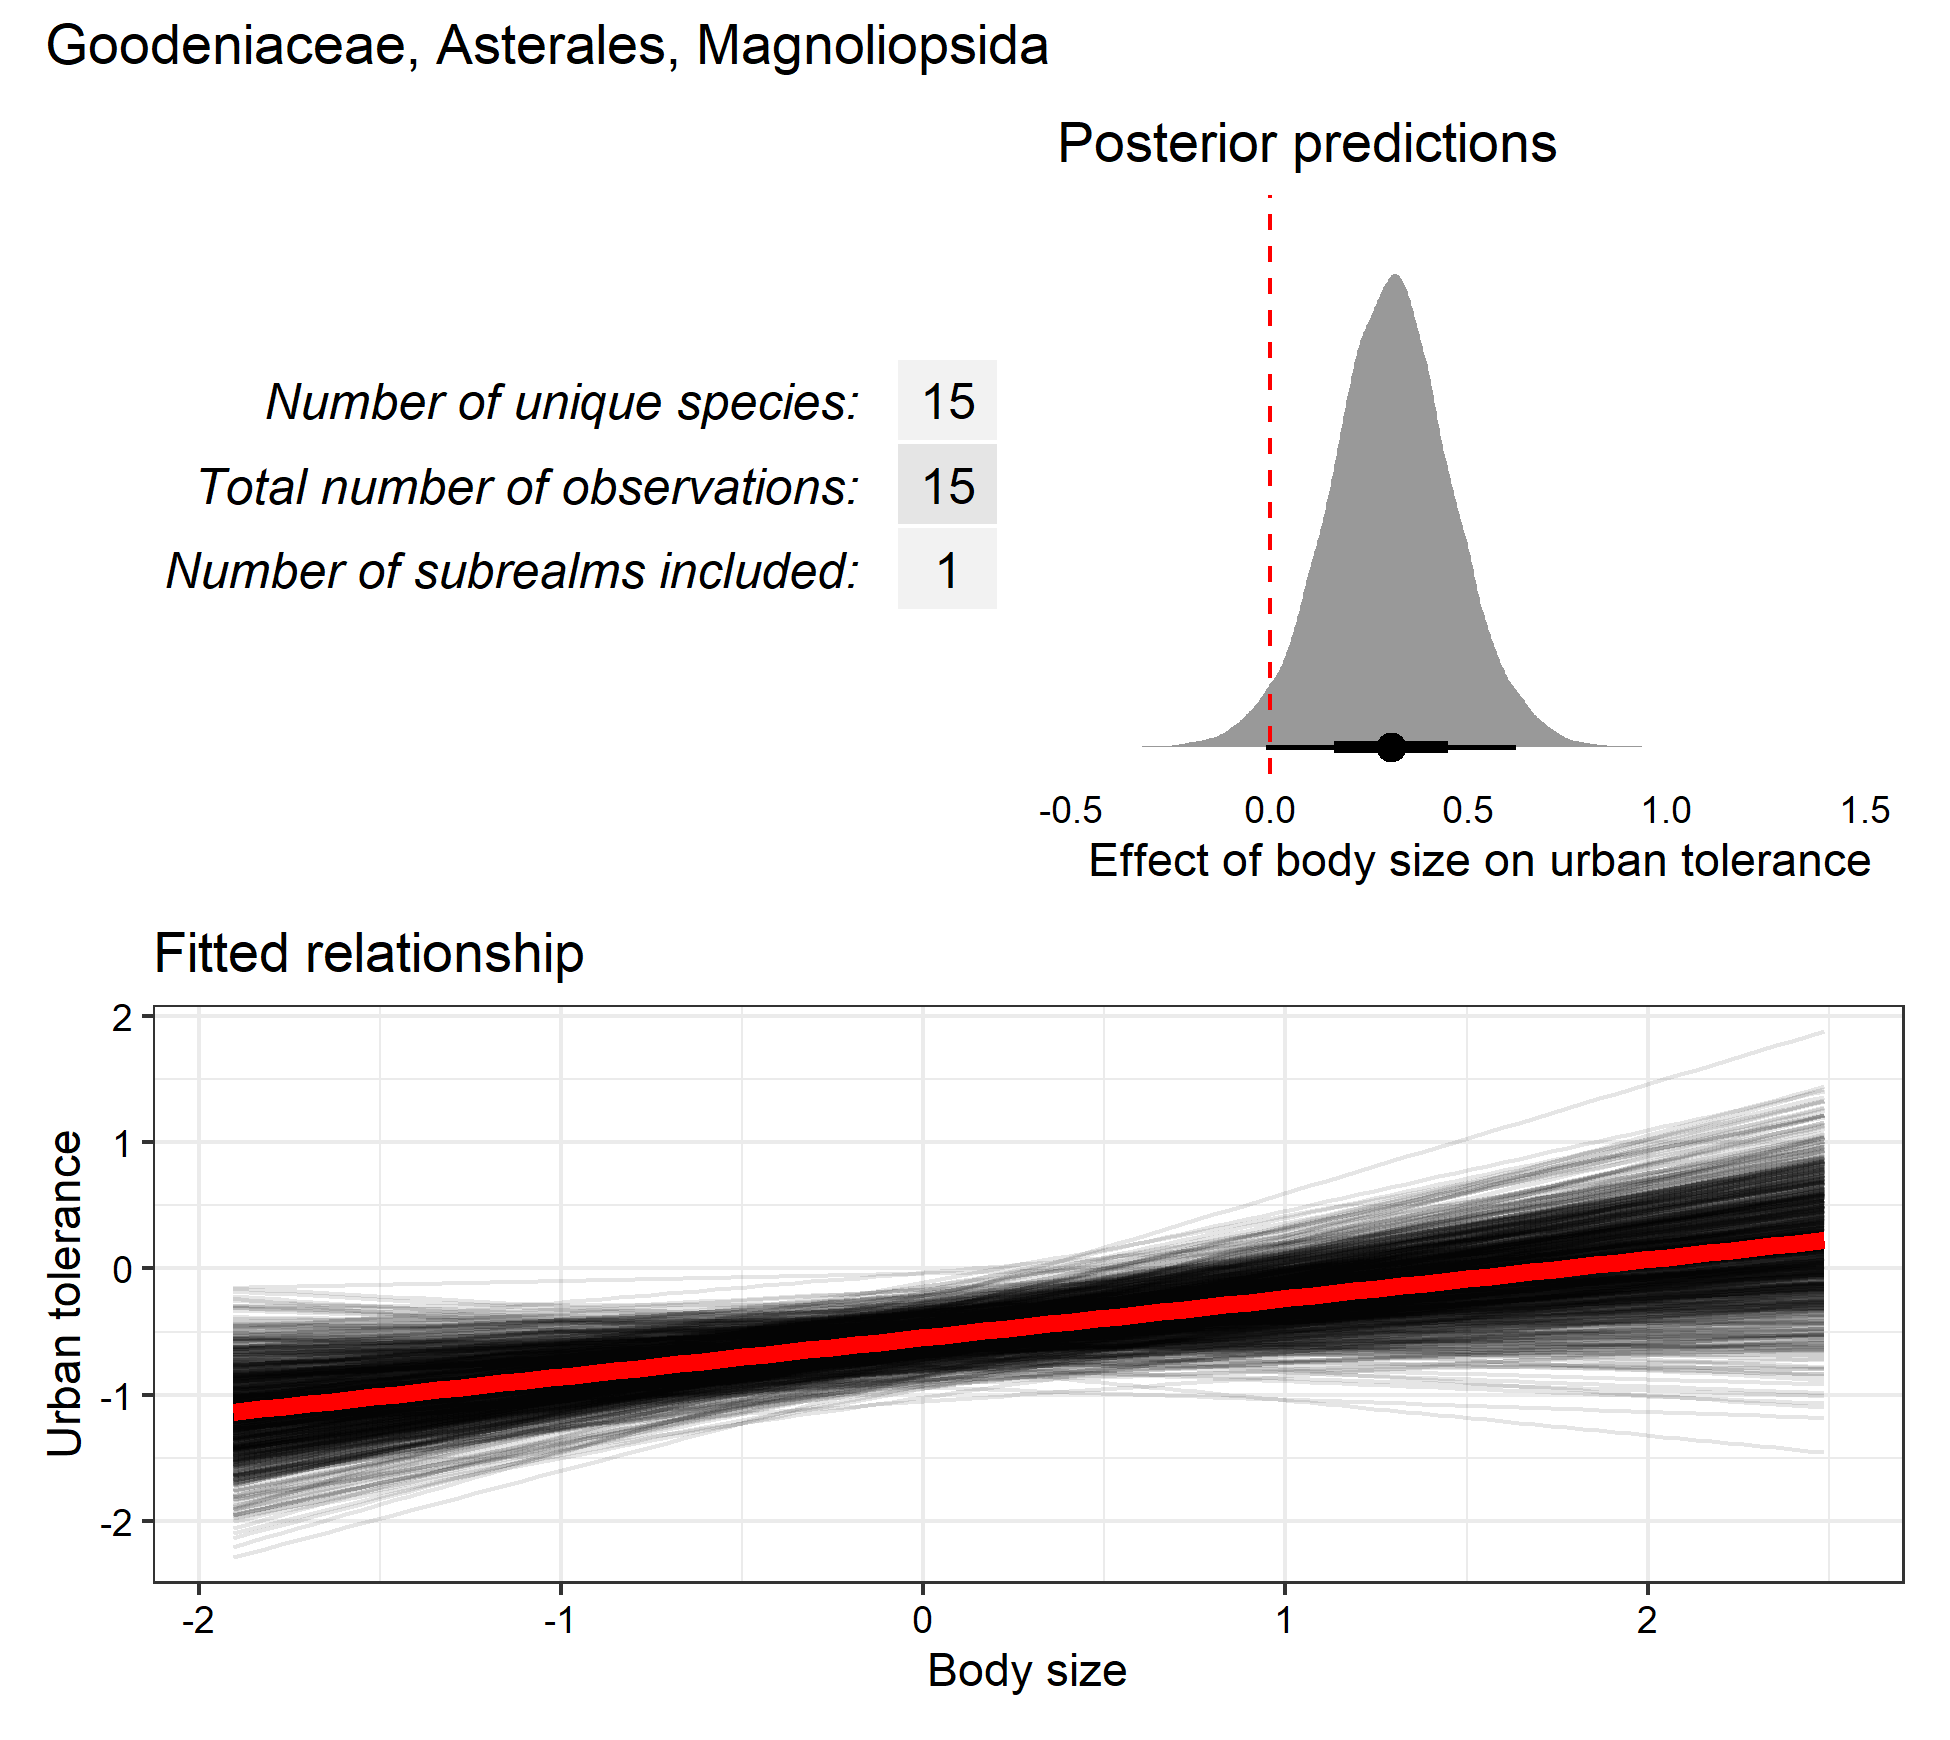 Goodeniaceae, Asterales, Magnoliopsida
Posterior predictions
Number of unique species: 15
Total number of observations: 15
Number of subrealms included: 1
-0.5 0.0 0.5 1.0 1.5
Effect of body size on urban tolerance
Fitted relationship
2
1
0
-1
-2
Urban tolerance
-2 -1 0 1 2
Body size